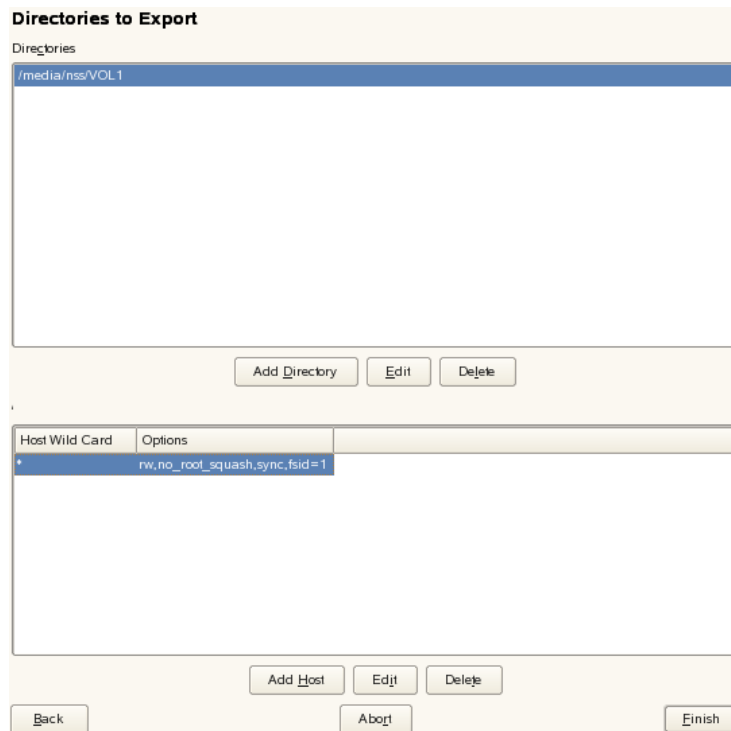 Directories to Export
Directories
/media/nss/VOL1
Add Directory Edit Delete
Host Wild Card Options
* rw,no_root_squash,sync,fsid=1
Add Host Edit Delete
Back Abort Finish